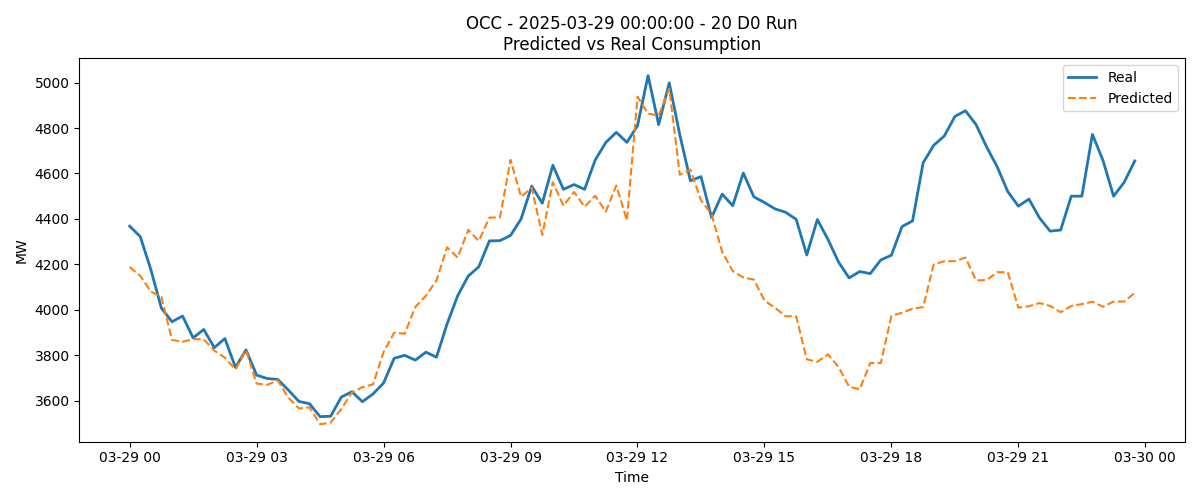 OCC - 2025-03-29 00:00:00 - 20 D0 Run
Predicted vs Real Consumption
Real
Predicted
MW
5000
4800
4600
4400
4200
4000
3800
3600
03-29 00
03-29 03
03-29 06
03-29 09
03-29 12
03-29 15
03-29 18
03-29 21
03-30 00
Time